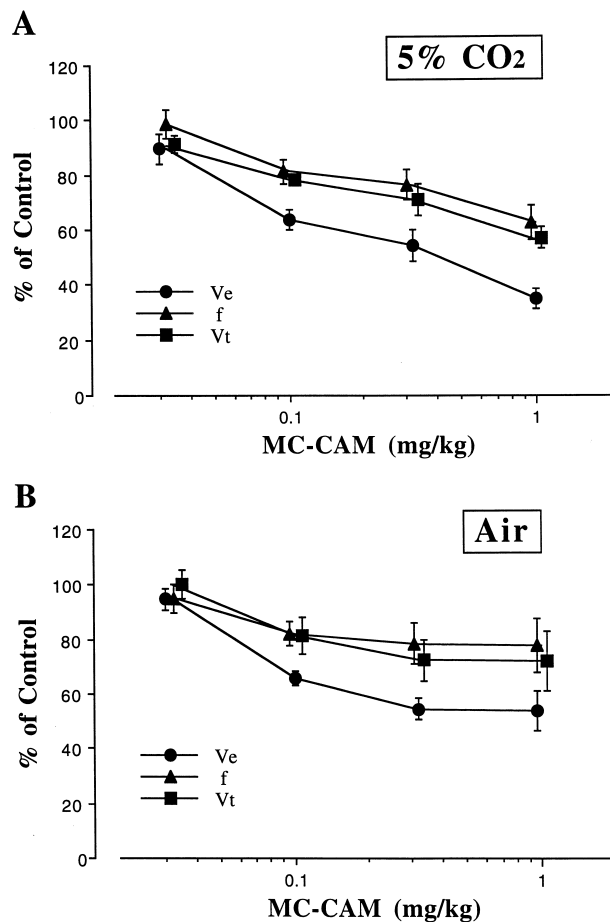 A
5% CO2
120
100
80
60
40
20
0
% of Control
Ve
f
Vt
0.1
1
MC-CAM (mg/kg)
B
Air
120
100
80
60
40
20
0
% of Control
Ve
f
Vt
0.1
1
MC-CAM (mg/kg)